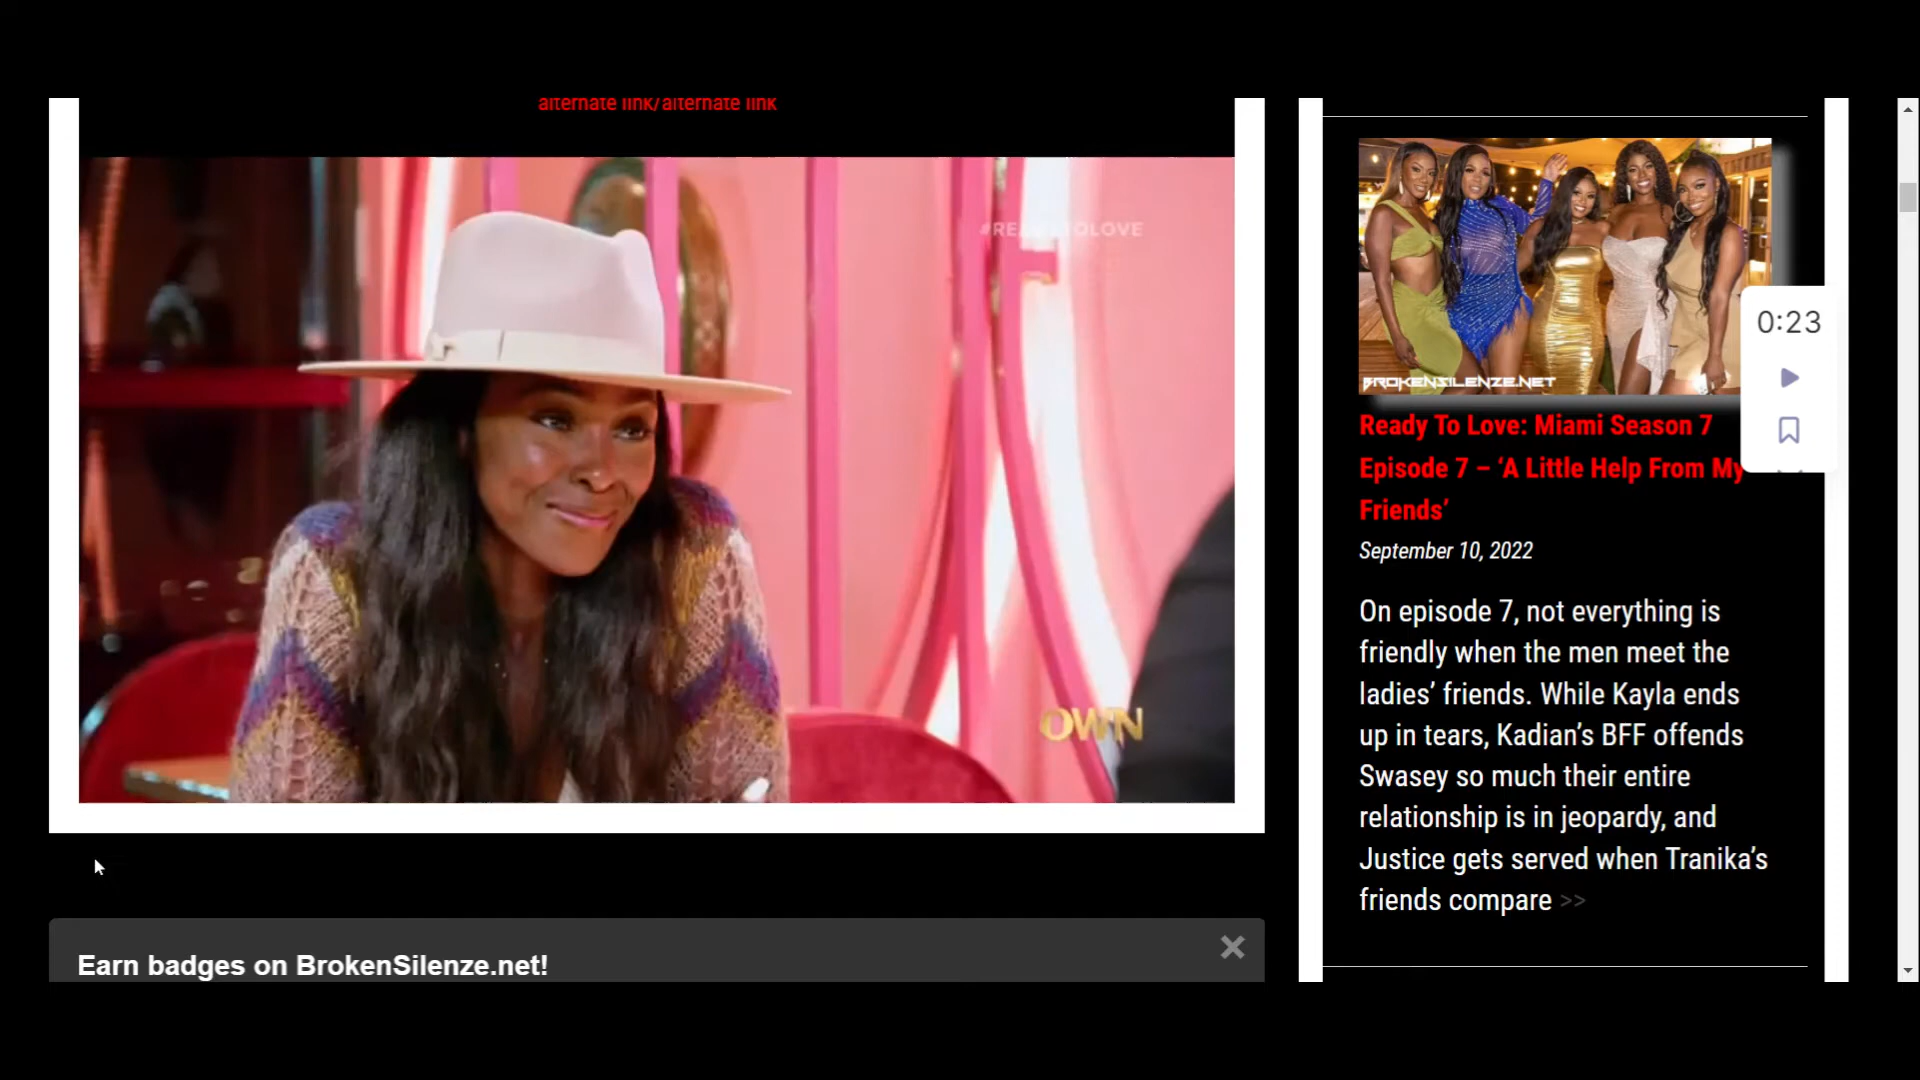 alternate link/alternate link
#READYTOLOVE
OWN
BROKENSILENZE.NET
0:23
Ready To Love: Miami Season 7
Episode 7 – ‘A Little Help From My
Friends’
September 10, 2022
On episode 7, not everything is
friendly when the men meet the
ladies’ friends. While Kayla ends
up in tears, Kadian’s BFF offends
Swasey so much their entire
relationship is in jeopardy, and
Justice gets served when Tranika’s
friends compare >>
Earn badges on BrokenSilenze.net!